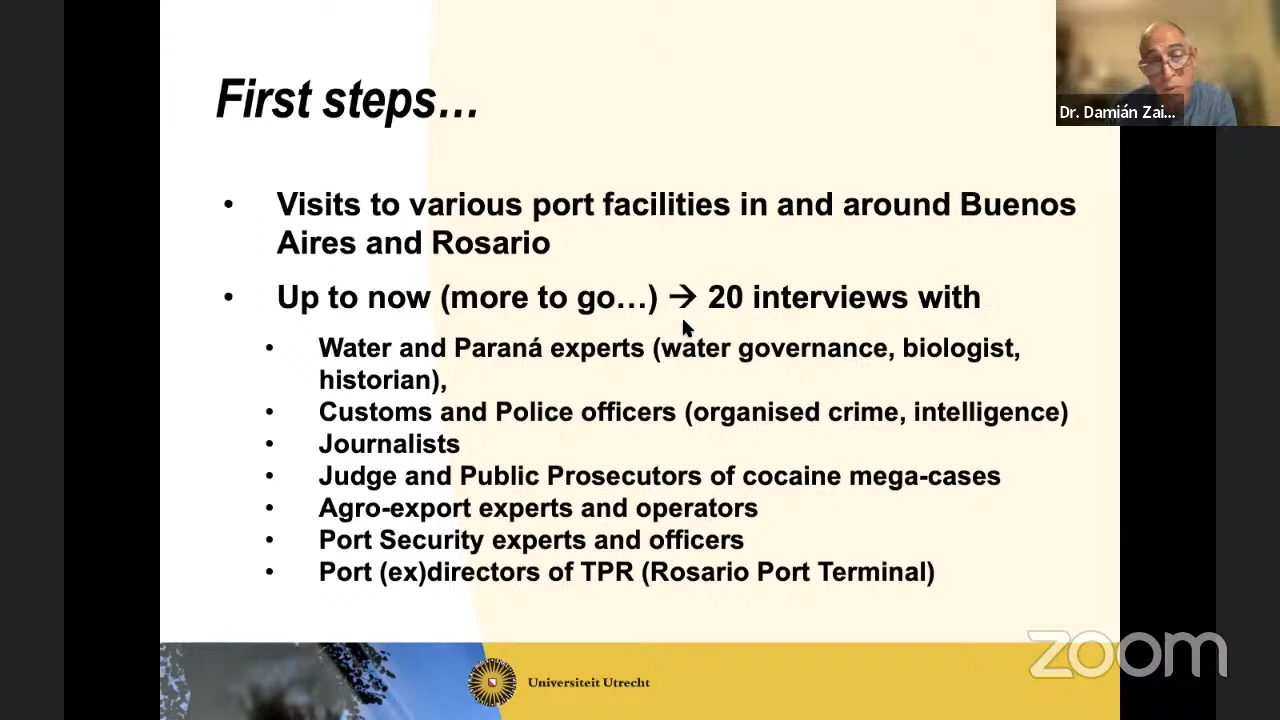 First steps…
Dr. Damián Zai...
• Visits to various port facilities in and around Buenos
Aires and Rosario
• Up to now (more to go…) → 20 interviews with
• Water and Paraná experts (water governance, biologist,
historian),
• Customs and Police officers (organised crime, intelligence)
• Journalists
• Judge and Public Prosecutors of cocaine mega-cases
• Agro-export experts and operators
• Port Security experts and officers
• Port (ex)directors of TPR (Rosario Port Terminal)
zoom
Universiteit Utrecht